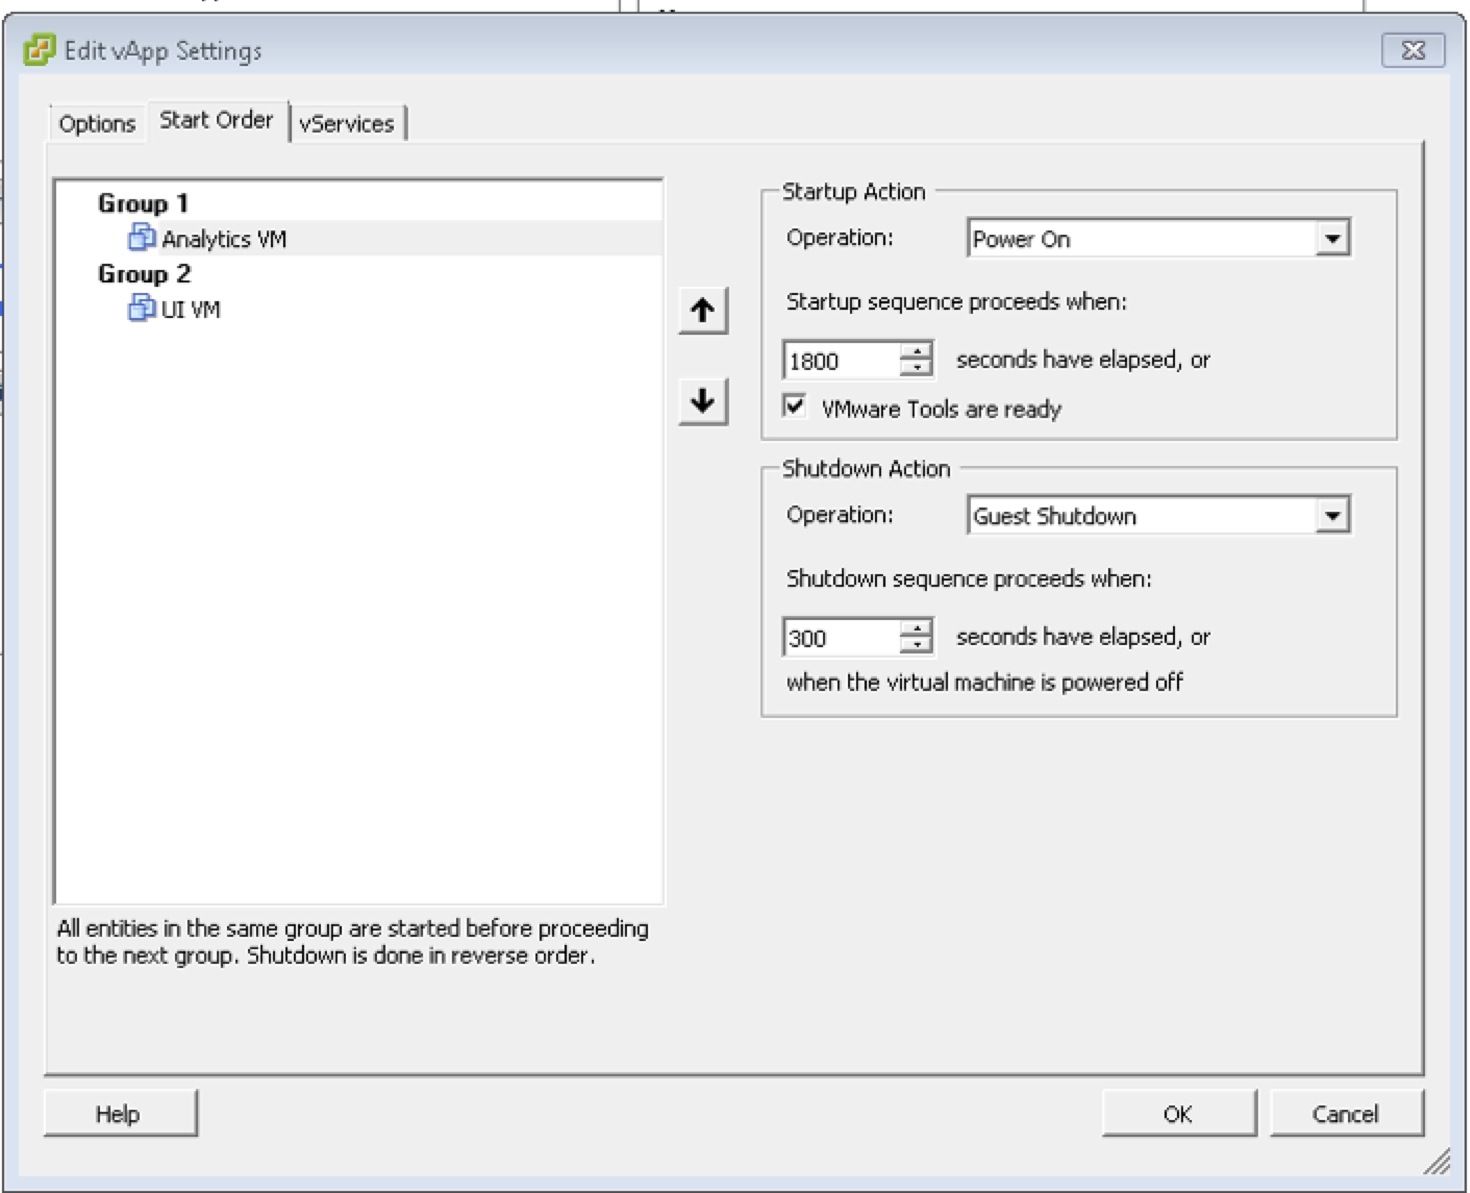 Edit vApp Settings
Options
Start Order
vServices
Group 1
Analytics VM
Group 2
UI VM
All entities in the same group are started before proceeding
to the next group. Shutdown is done in reverse order.
Startup Action
Operation:
Power On
Startup sequence proceeds when:
1800 seconds have elapsed, or
VMware Tools are ready
Shutdown Action
Operation:
Guest Shutdown
Shutdown sequence proceeds when:
300 seconds have elapsed, or
when the virtual machine is powered off
Help
OK
Cancel